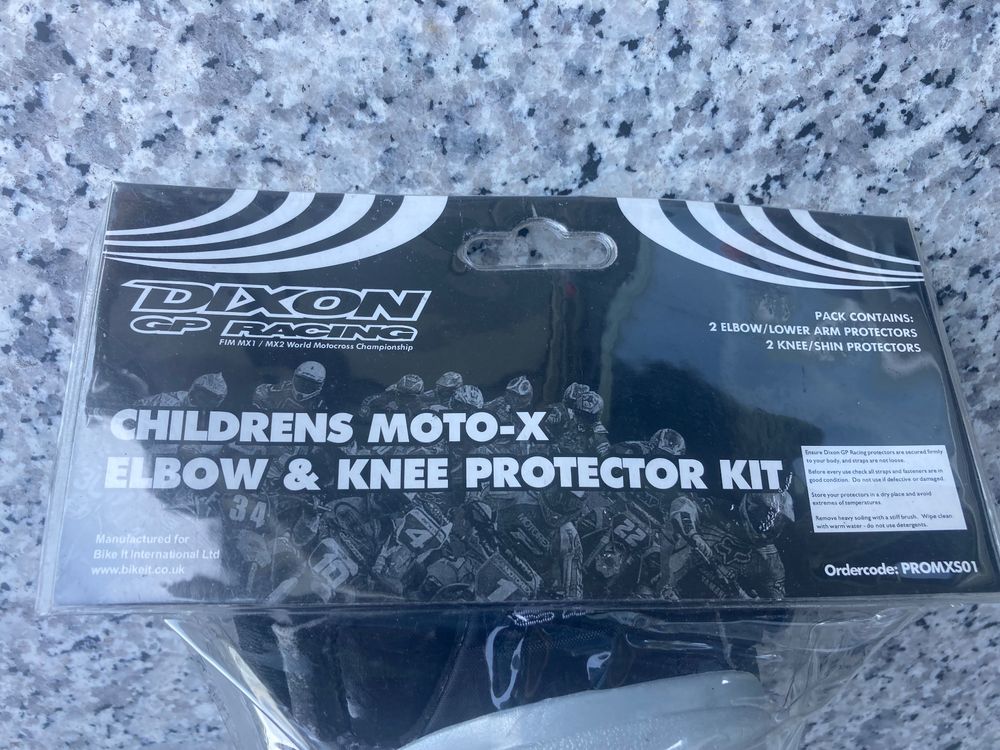 DIXON
GP RACING
FIM MX1 / MX2 World Motocross Championship
PACK CONTAINS:
2 ELBOW/LOWER ARM PROTECTORS
2 KNEE/SHIN PROTECTORS
CHILDRENS MOTO-X
ELBOW & KNEE PROTECTOR KIT
Ensure Dixon GP Racing protectors are secured firmly
to your body, and straps are not loose.
Before every use check all straps and fasteners are in
good condition. Do not use if defective or damaged.
Store your protectors in a dry place and avoid
extremes of temperatures.
Remove heavy soiling with a stiff brush. Wipe clean
with warm water - do not use detergents.
34
16
4
1
22
Manufactured for
Bike It International Ltd
www.bikeit.co.uk
Ordercode: PROMXS01